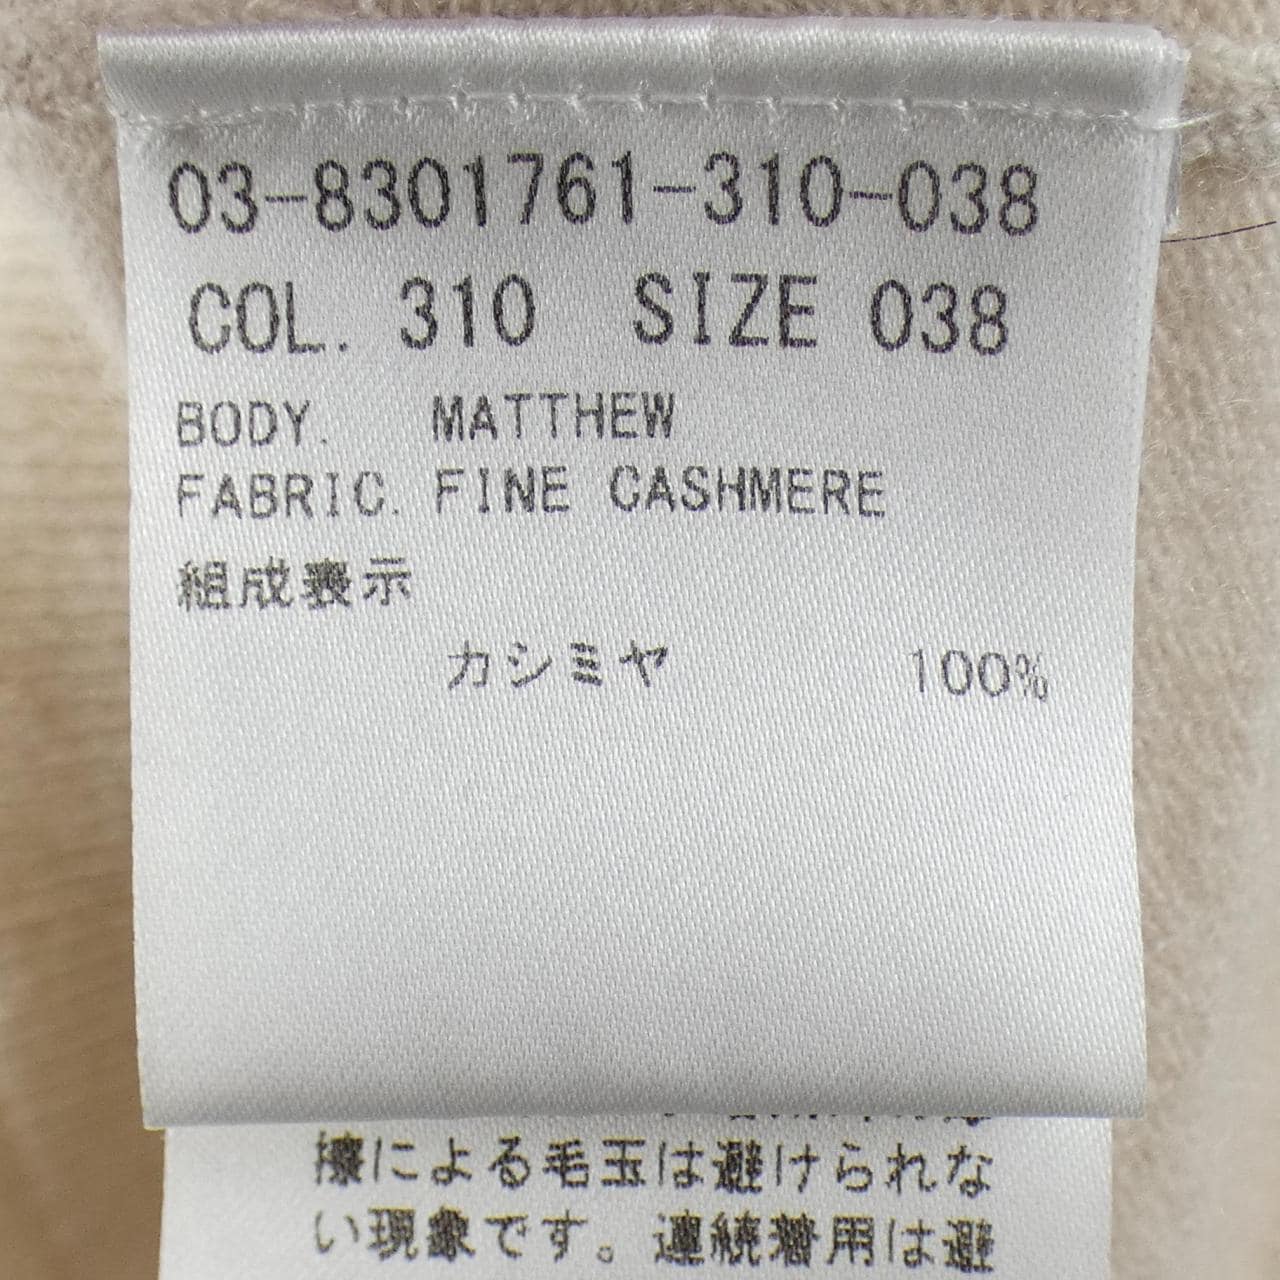 03-8301761-310-038
COL. 310 SIZE 038
BODY. MATTHEW
FABRIC. FINE CASHMERE
組成表示
カシミヤ 100%
擦による毛玉は避けられな
い現象です。連続着用は避